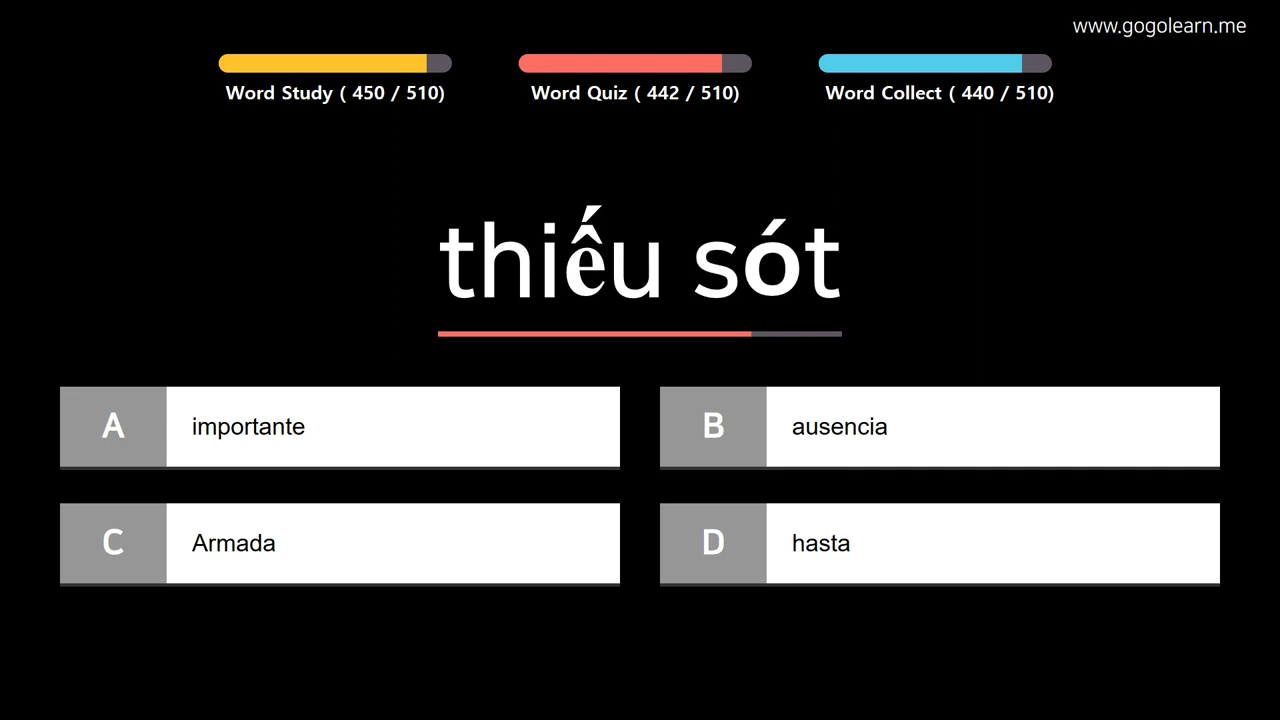 www.gogolearn.me
Word Study ( 450 / 510)
Word Quiz ( 442 / 510)
Word Collect ( 440 / 510)
thiếu sót
A importante
B ausencia
C Armada
D hasta